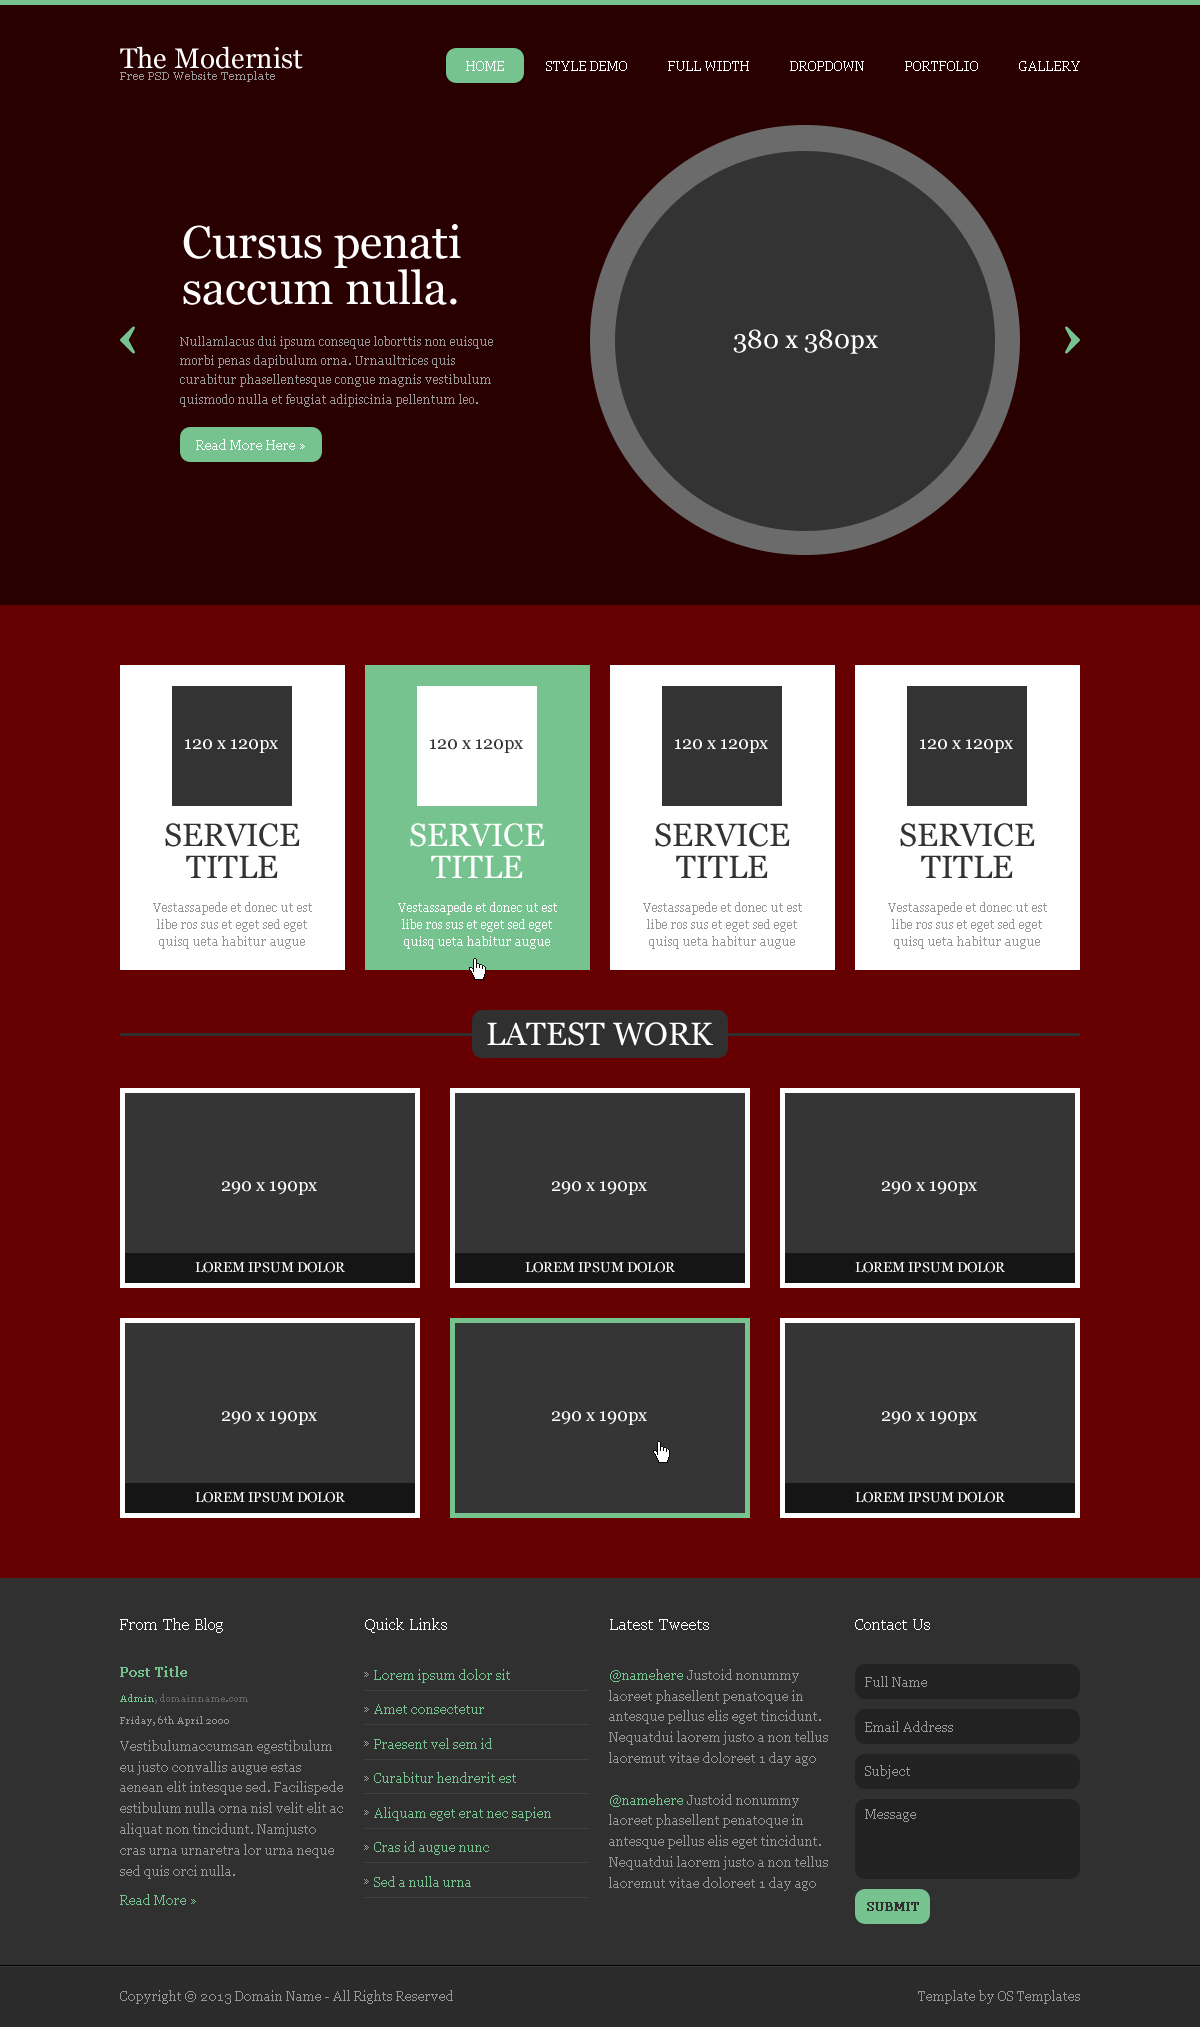 The Modernist
Free PSD Website Template
HOME STYLE DEMO FULL WIDTH DROPDOWN PORTFOLIO GALLERY
Cursus penati
saccum nulla.
Nullamlacus dui ipsum conseque loborttis non euisque
morbi penas dapibulum orna. Urnaultrices quis
curabitur phasellentesque congue magnis vestibulum
quismodo nulla et feugiat adipiscinia pellentum leo.
Read More Here »
380 x 380px
120 x 120px
SERVICE
TITLE
Vestassapede et donec ut est
libe ros sus et eget sed eget
quisq ueta habitur augue
120 x 120px
SERVICE
TITLE
Vestassapede et donec ut est
libe ros sus et eget sed eget
quisq ueta habitur augue
120 x 120px
SERVICE
TITLE
Vestassapede et donec ut est
libe ros sus et eget sed eget
quisq ueta habitur augue
120 x 120px
SERVICE
TITLE
Vestassapede et donec ut est
libe ros sus et eget sed eget
quisq ueta habitur augue
LATEST WORK
290 x 190px
LOREM IPSUM DOLOR
290 x 190px
LOREM IPSUM DOLOR
290 x 190px
LOREM IPSUM DOLOR
290 x 190px
LOREM IPSUM DOLOR
290 x 190px
290 x 190px
LOREM IPSUM DOLOR
From The Blog
Post Title
Admin, domainname.com
Friday, 6th April 2000
Vestibulumaccumsan egestibulum
eu justo convallis augue estas
aenean elit intesque sed. Facilispede
estibulum nulla orna nisl velit elit ac
aliquat non tincidunt. Namjusto
cras urna urnaretra lor urna neque
sed quis orci nulla.
Read More »
Quick Links
» Lorem ipsum dolor sit
» Amet consectetur
» Praesent vel sem id
» Curabitur hendrerit est
» Aliquam eget erat nec sapien
» Cras id augue nunc
» Sed a nulla urna
Latest Tweets
@namehere Justoid nonummy
laoreet phasellent penatoque in
antesque pellus elis eget tincidunt.
Nequatdui laorem justo a non tellus
laoremut vitae doloreet 1 day ago
@namehere Justoid nonummy
laoreet phasellent penatoque in
antesque pellus elis eget tincidunt.
Nequatdui laorem justo a non tellus
laoremut vitae doloreet 1 day ago
Contact Us
Full Name
Email Address
Subject
Message
SUBMIT
Copyright © 2013 Domain Name - All Rights Reserved
Template by OS Templates